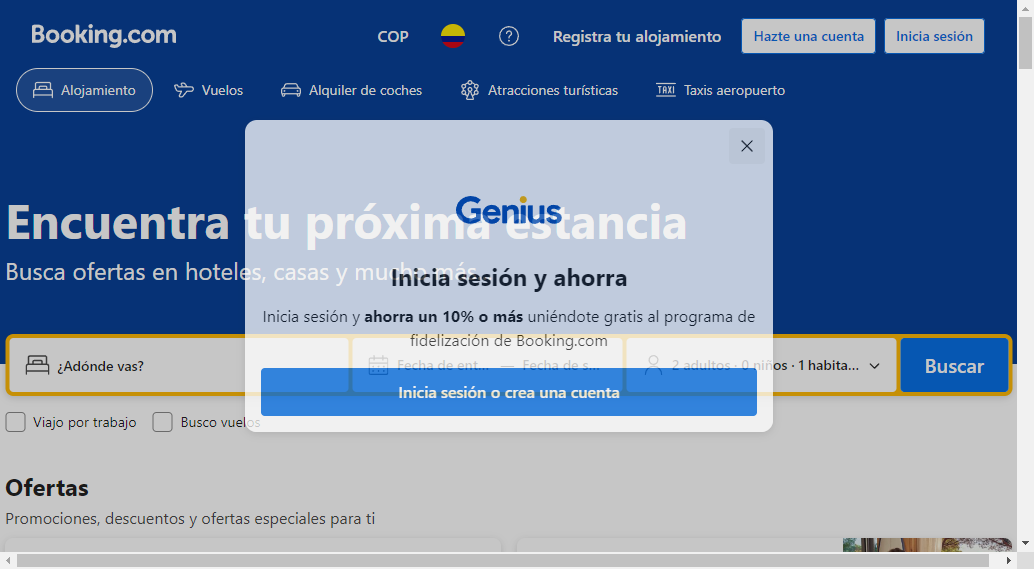 Booking.com
COP
Registra tu alojamiento
Hazte una cuenta
Inicia sesión
Alojamiento
Vuelos
Alquiler de coches
Atracciones turísticas
TAXI Taxis aeropuerto
Genius
Encuentra tu próxima estancia
Busca ofertas en hoteles, casas y mucho más...
Inicia sesión y ahorra
Inicia sesión y ahorra un 10% o más uniéndote gratis al programa de
fidelización de Booking.com
¿Adónde vas?
Fecha de ent... — Fecha de s...
2 adultos · 0 niños · 1 habita...
Buscar
Inicia sesión o crea una cuenta
Viajo por trabajo
Busco vuelos
Ofertas
Promociones, descuentos y ofertas especiales para ti